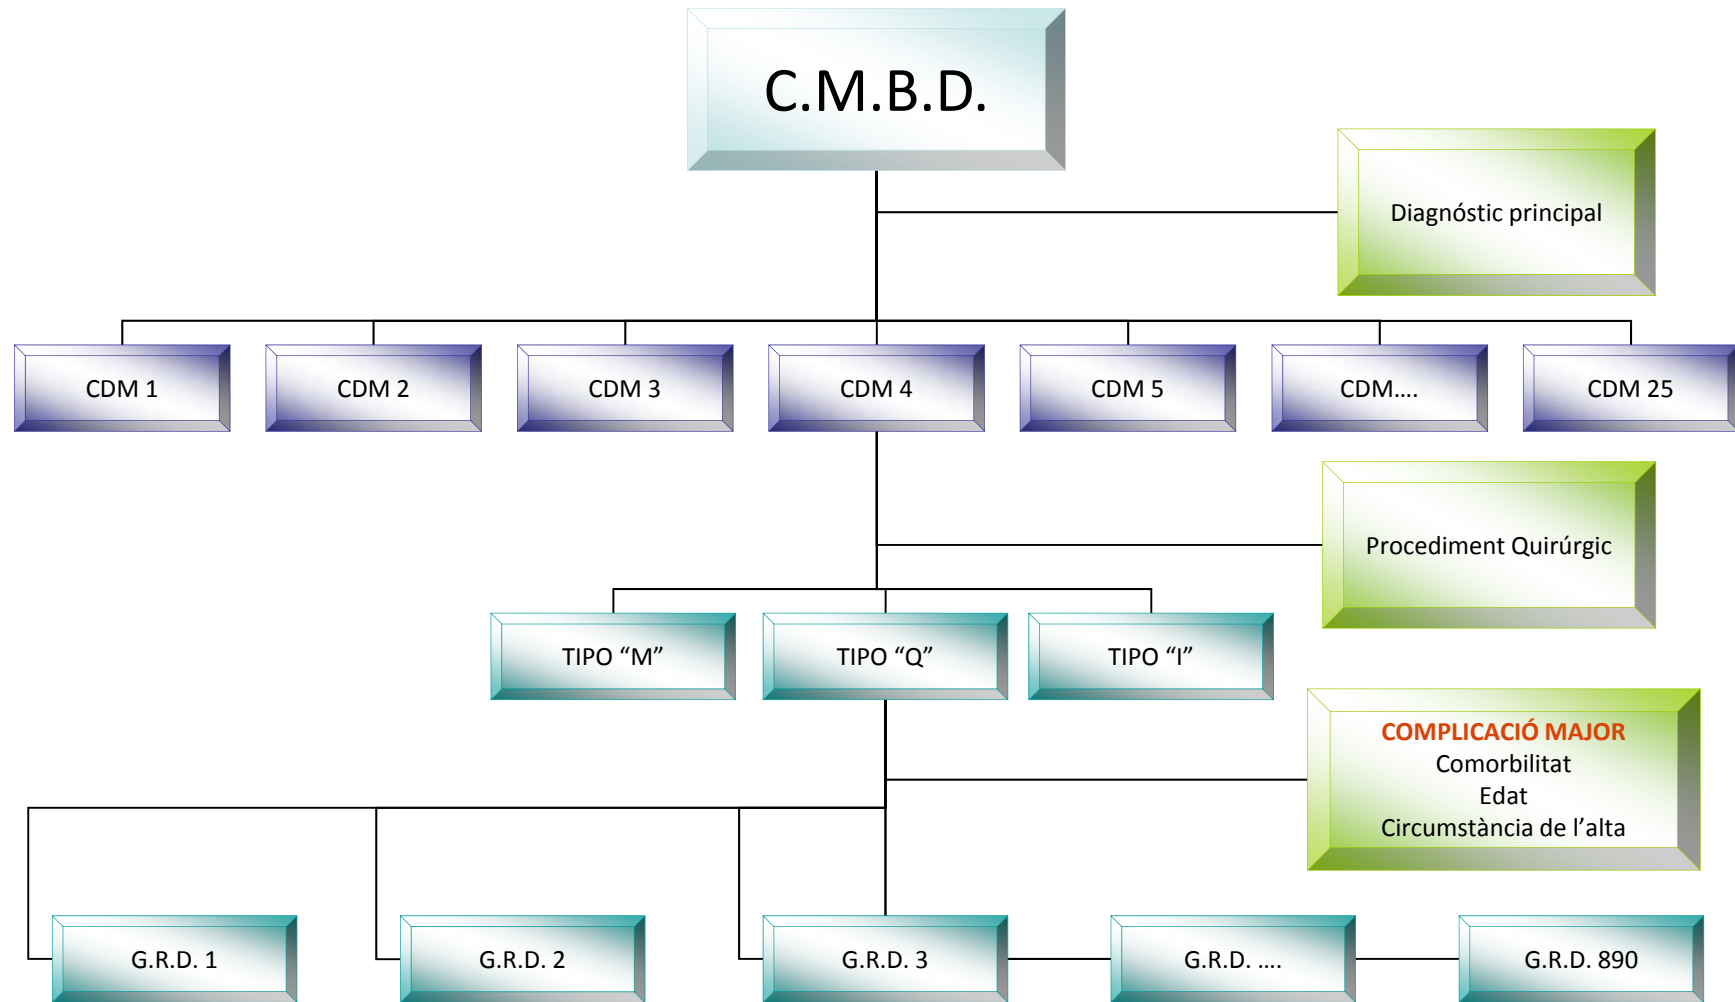 C.M.B.D.
Diagnóstic principal
CDM 1
CDM 2
CDM 3
CDM 4
CDM 5
CDM....
CDM 25
Procediment Quirúrgic
TIPO “M”
TIPO “Q”
TIPO “I”
COMPLICACIÓ MAJOR
Comorbilitat
Edat
Circumstància de l’alta
G.R.D. 1
G.R.D. 2
G.R.D. 3
G.R.D. ....
G.R.D. 890